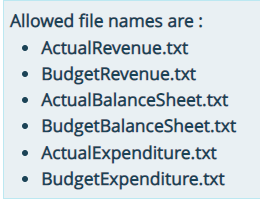 Allowed file names are :
• ActualRevenue.txt
• BudgetRevenue.txt
• ActualBalanceSheet.txt
• BudgetBalanceSheet.txt
• ActualExpenditure.txt
• BudgetExpenditure.txt